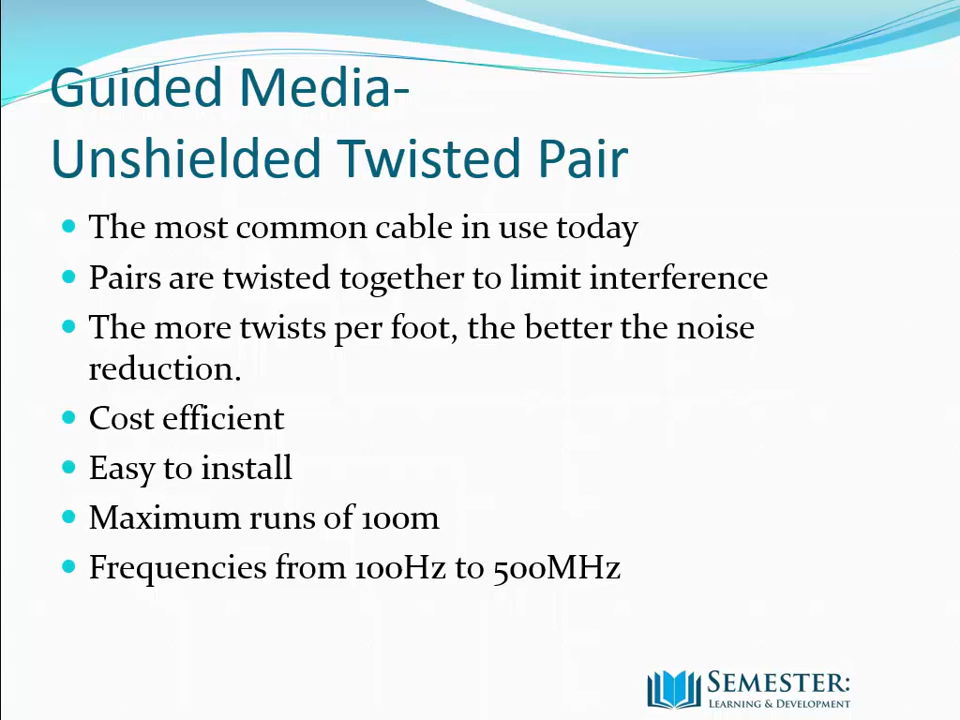 Guided Media-
Unshielded Twisted Pair
• The most common cable in use today
• Pairs are twisted together to limit interference
• The more twists per foot, the better the noise
reduction.
• Cost efficient
• Easy to install
• Maximum runs of 100m
• Frequencies from 100Hz to 500MHz
SEMESTER:
LEARNING & DEVELOPMENT